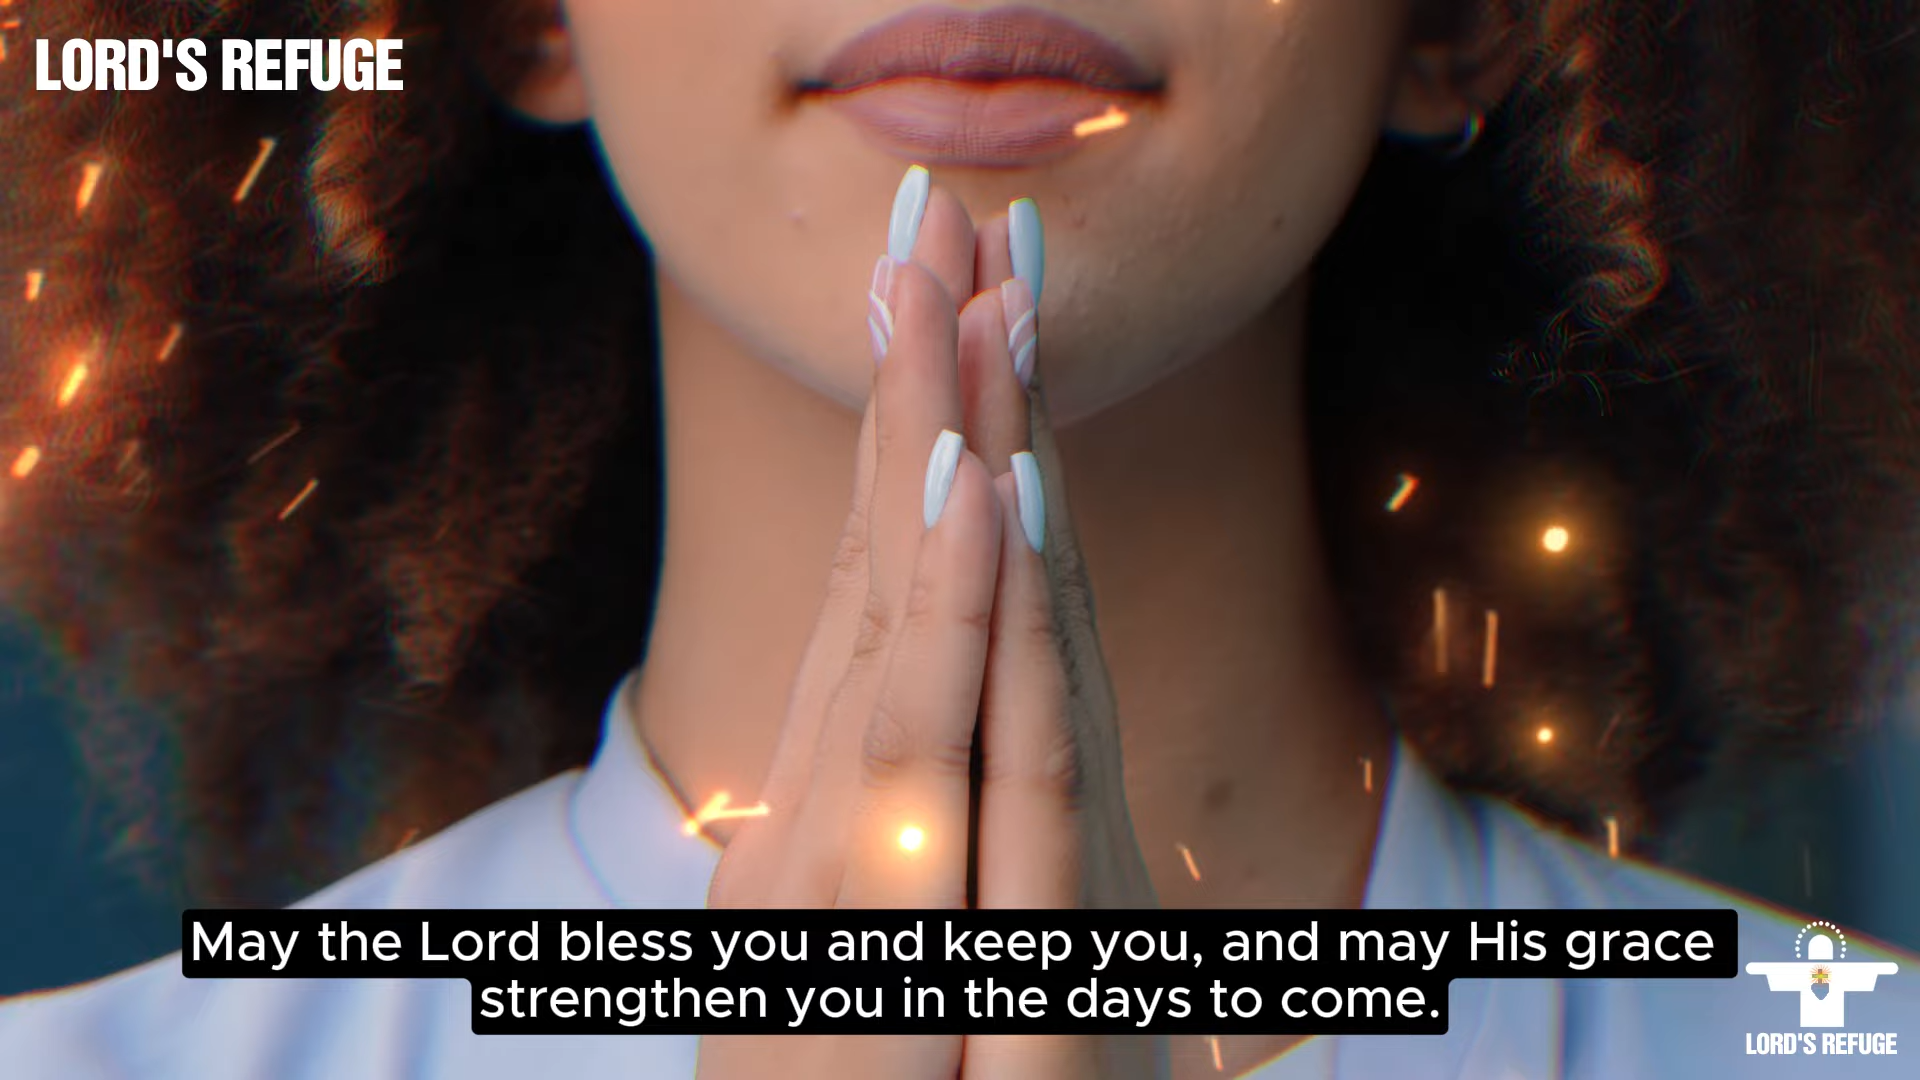 LORD'S REFUGE
May the Lord bless you and keep you, and may His grace
strengthen you in the days to come.
LORD'S REFUGE